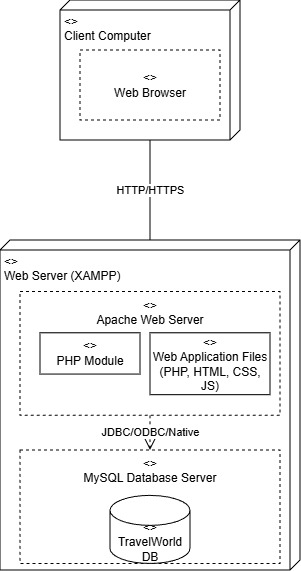 <>
Client Computer
<>
Web Browser
HTTP/HTTPS
<>
Web Server (XAMPP)
<>
Apache Web Server
<>
PHP Module
<>
Web Application Files
(PHP, HTML, CSS,
JS)
JDBC/ODBC/Native
<>
MySQL Database Server
<>
TravelWorld
DB